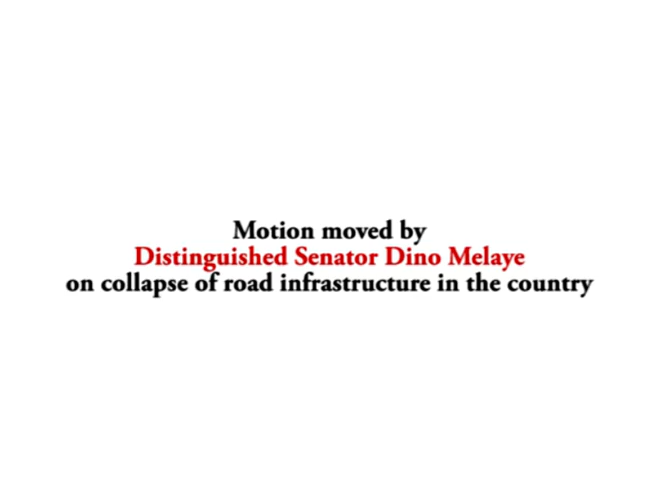 Motion moved by
Distinguished Senator Dino Melaye
on collapse of road infrastructure in the country